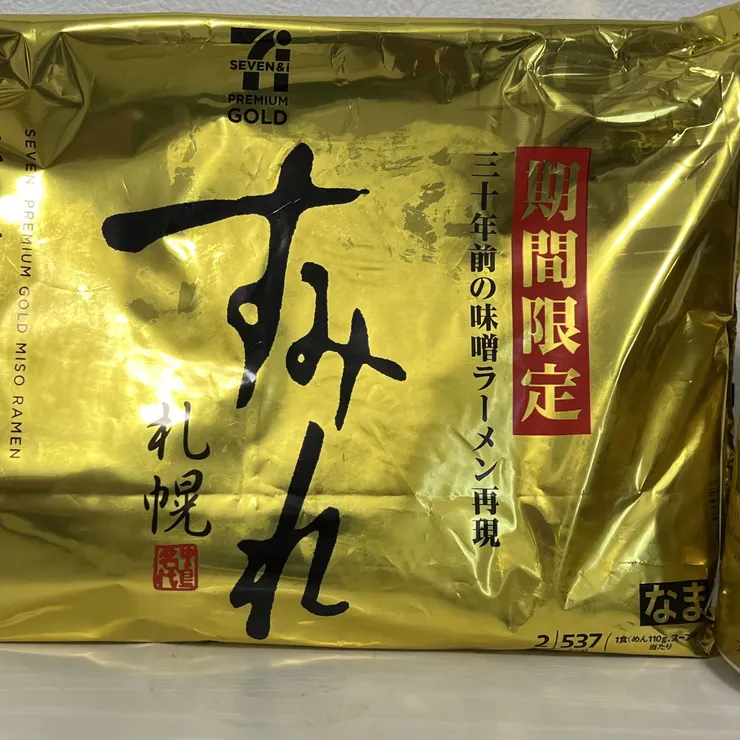 SEVEN&i
PREMIUM
GOLD
期間限定
三十年前の味噌ラーメン再現
すみれ
札幌
SEVEN PREMIUM GOLD MISO RAMEN
なま
2 537
1食(めん110g、スープ
当たり